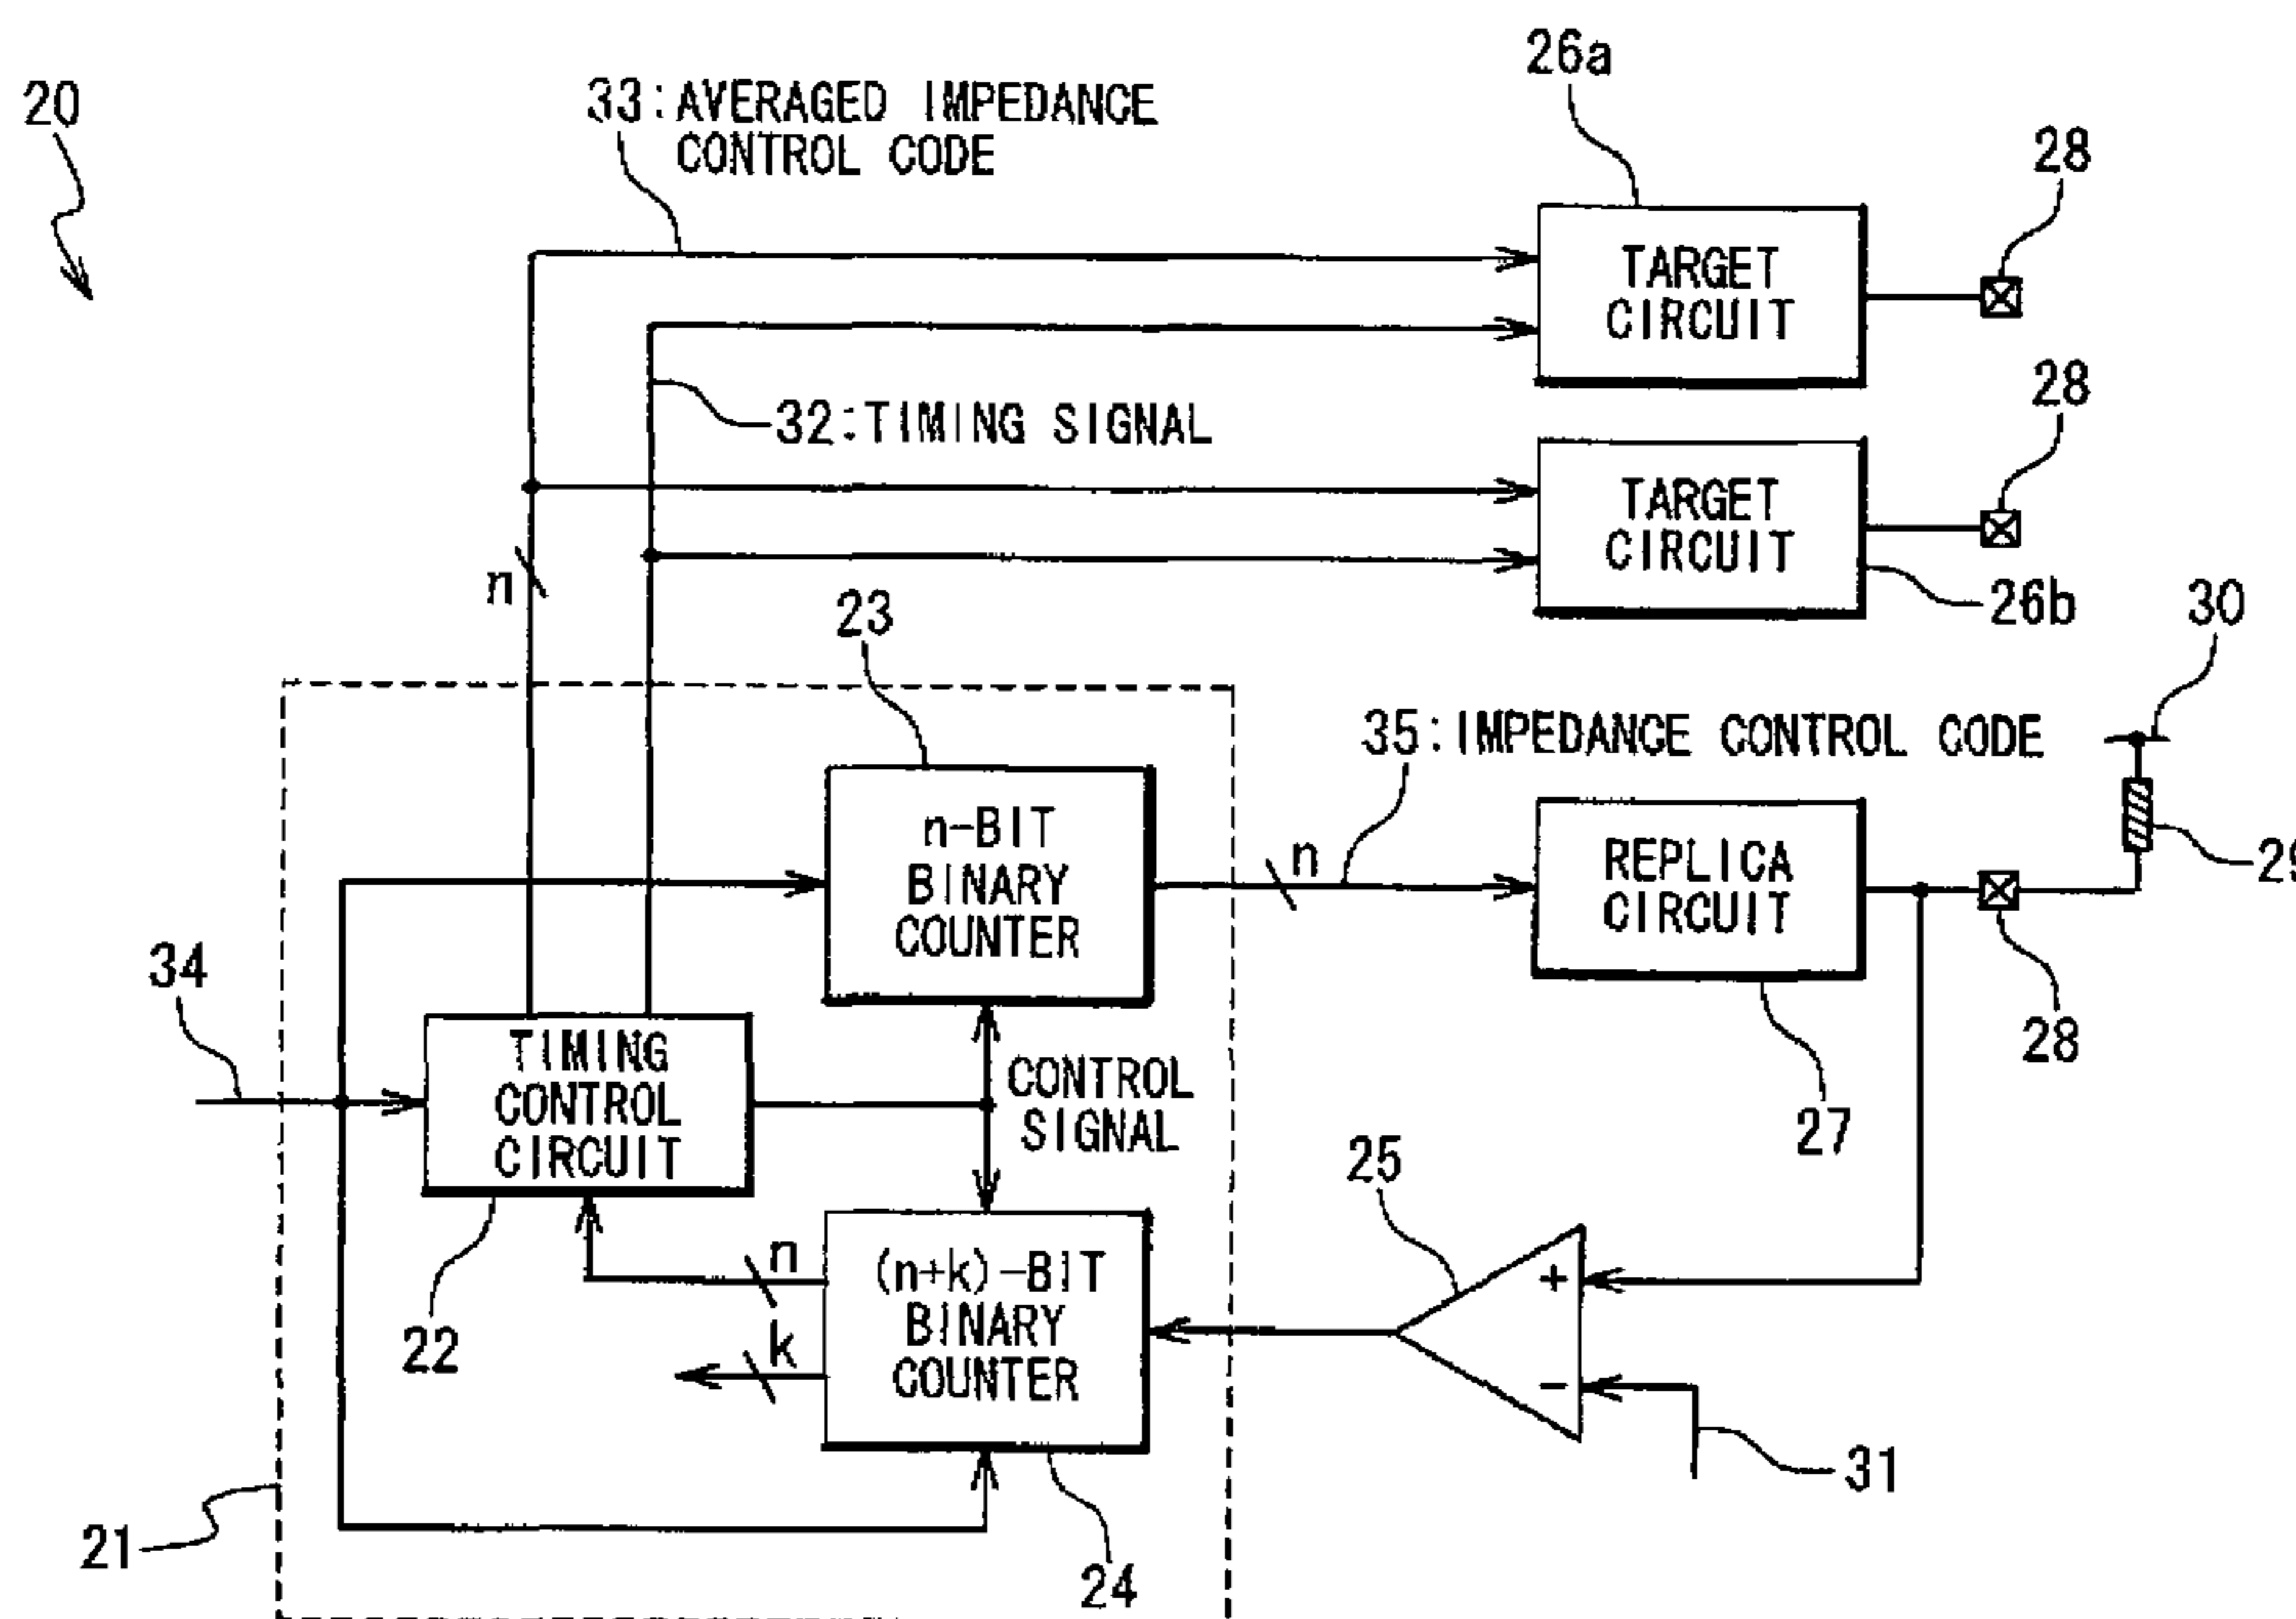 20
33:AVERAGED IMPEDANCE
CONTROL CODE
26a
28
TARGET
CIRCUIT
32:TIMING SIGNAL
28
TARGET
CIRCUIT
n
26b
30
23
35:IMPEDANCE CONTROL CODE
n-BIT
BINARY
COUNTER
n
REPLICA
CIRCUIT
29
28
34
TIMING
CONTROL
CIRCUIT
CONTROL
SIGNAL
27
25
22
n
k
(n+k)-BIT
BINARY
COUNTER
+
-
31
21
24